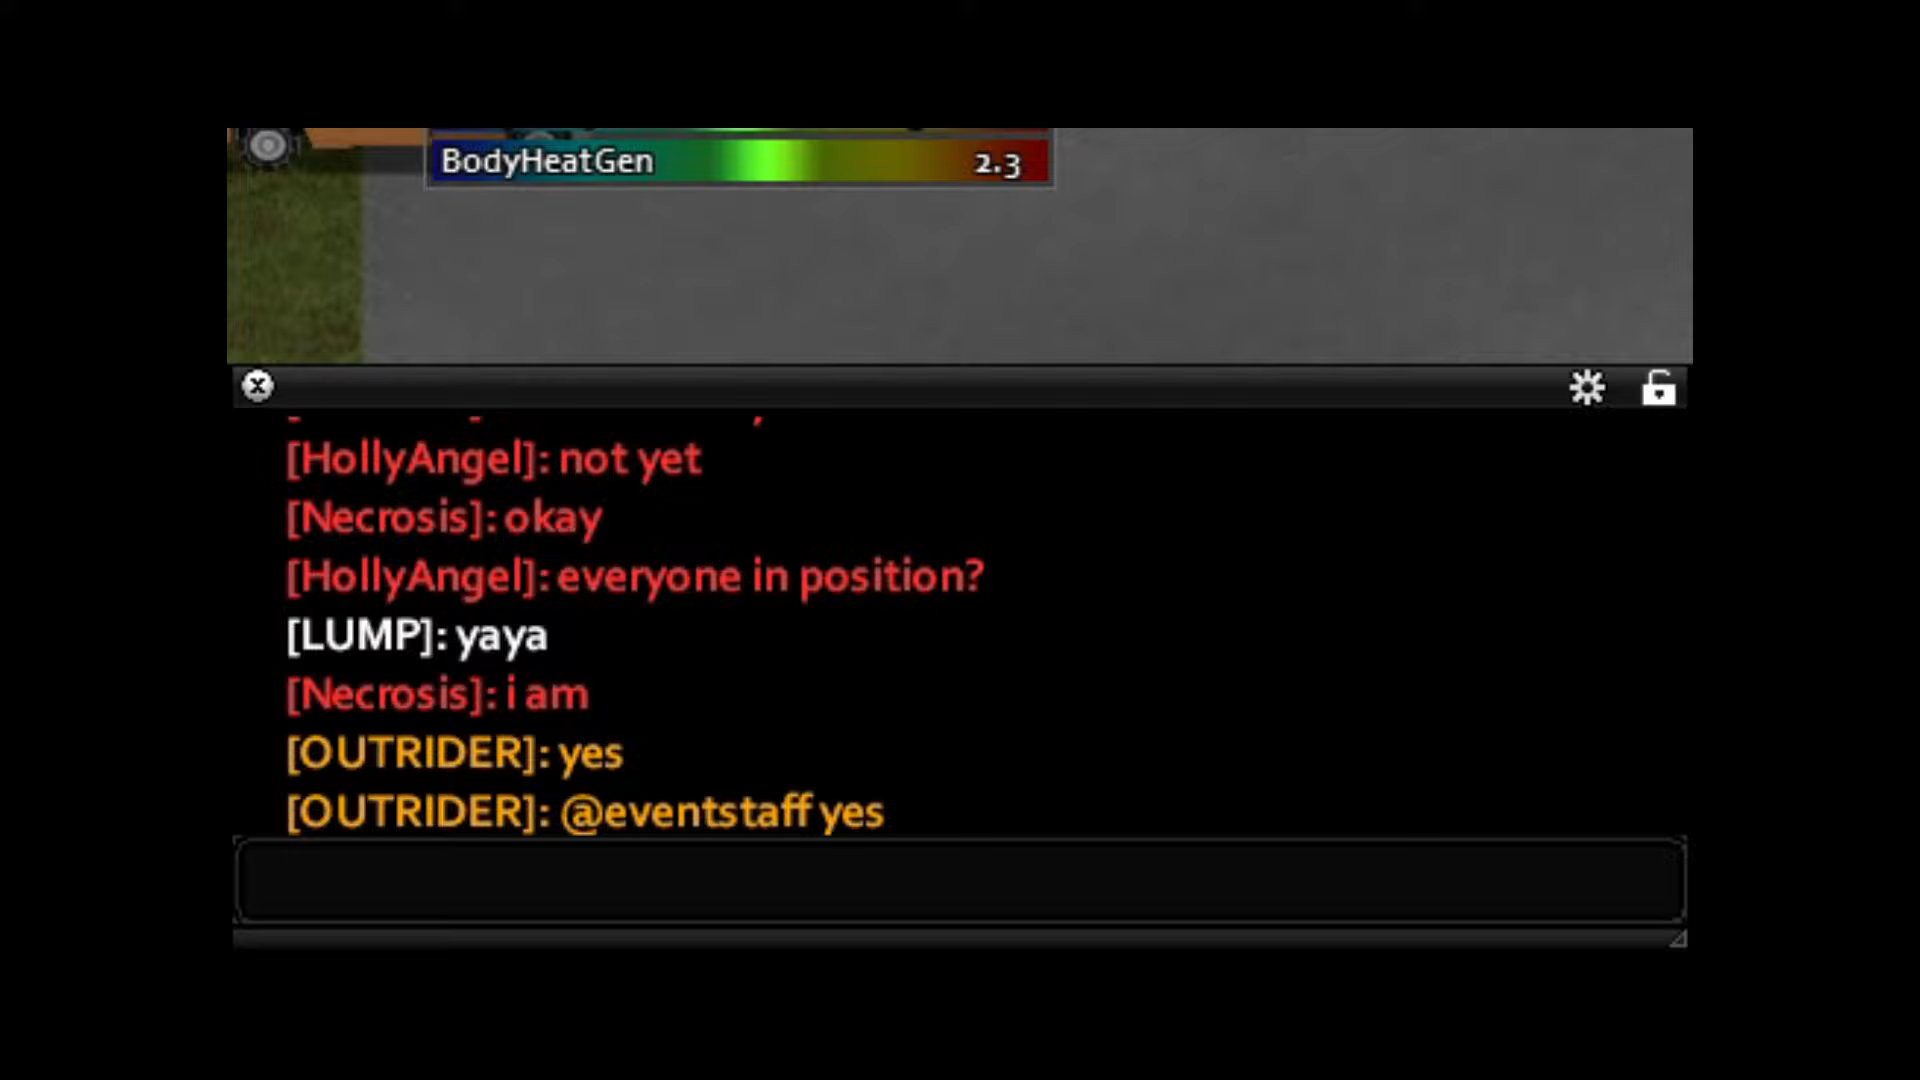 BodyHeatGen 2.3
[HollyAngel]: not yet
[Necrosis]: okay
[HollyAngel]: everyone in position?
[LUMP]: yaya
[Necrosis]: i am
[OUTRIDER]: yes
[OUTRIDER]: @eventstaff yes